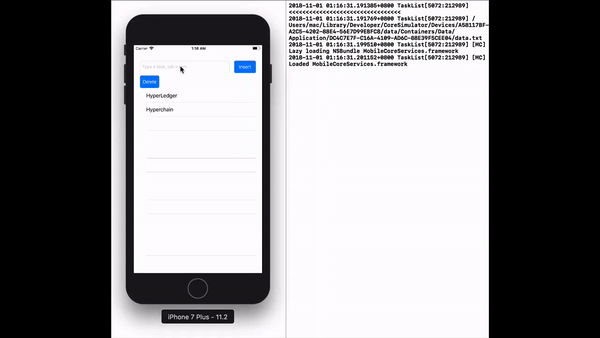 Carrier
1:16 AM
Type a task, tab
Insert
Delete
HyperLedger
Hyperchain
iPhone 7 Plus - 11.2
2018-11-01 01:16:31.191385+0800 TaskList[5072:212989]
<<<<<<<<<<<<<<<<<<<<<<<<<<<<<<<<
2018-11-01 01:16:31.191769+0800 TaskList[5072:212989] /
Users/mac/Library/Developer/CoreSimulator/Devices/A58117BF-
A2C5-4202-88E4-56E7D99EBFC8/data/Containers/Data/
Application/DC4C7E7F-C16A-4109-AD6C-88E39F5CEE04/data.txt
2018-11-01 01:16:31.199510+0800 TaskList[5072:212989] [MC]
Lazy loading NSBundle MobileCoreServices.framework
2018-11-01 01:16:31.201152+0800 TaskList[5072:212989] [MC]
Loaded MobileCoreServices.framework